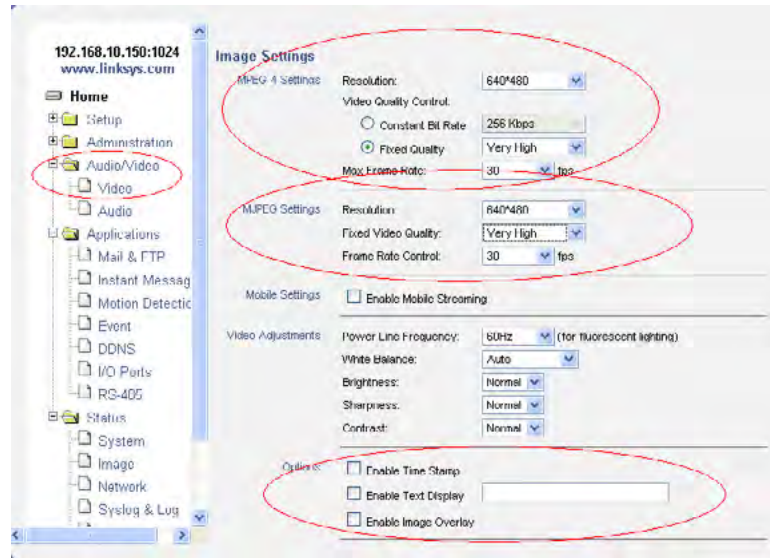 192.168.10.150:1024
www.linksys.com
Home
Setup
Administration
Audio/Video
Video
Audio
Applications
Mail & FTP
Instant Messag
Motion Detectic
Event
DDNS
I/O Ports
RS-485
Status
System
Image
Network
Syslog & Log
Image Settings
MPEG 4 Settings
Resolution: 640*480
Video Quality Control:
Constant Bit Rate 256 Kbps
Fixed Quality Very High
Max Frame Rate: 30 fps
MJPEG Settings
Resolution: 640*480
Fixed Video Quality: Very High
Frame Rate Control: 30 fps
Mobile Settings
Enable Mobile Streaming
Video Adjustments
Power Line Frequency: 60Hz (for fluorescent lighting)
White Balance: Auto
Brightness: Normal
Sharpness: Normal
Contrast: Normal
Options
Enable Time Stamp
Enable Text Display
Enable Image Overlay